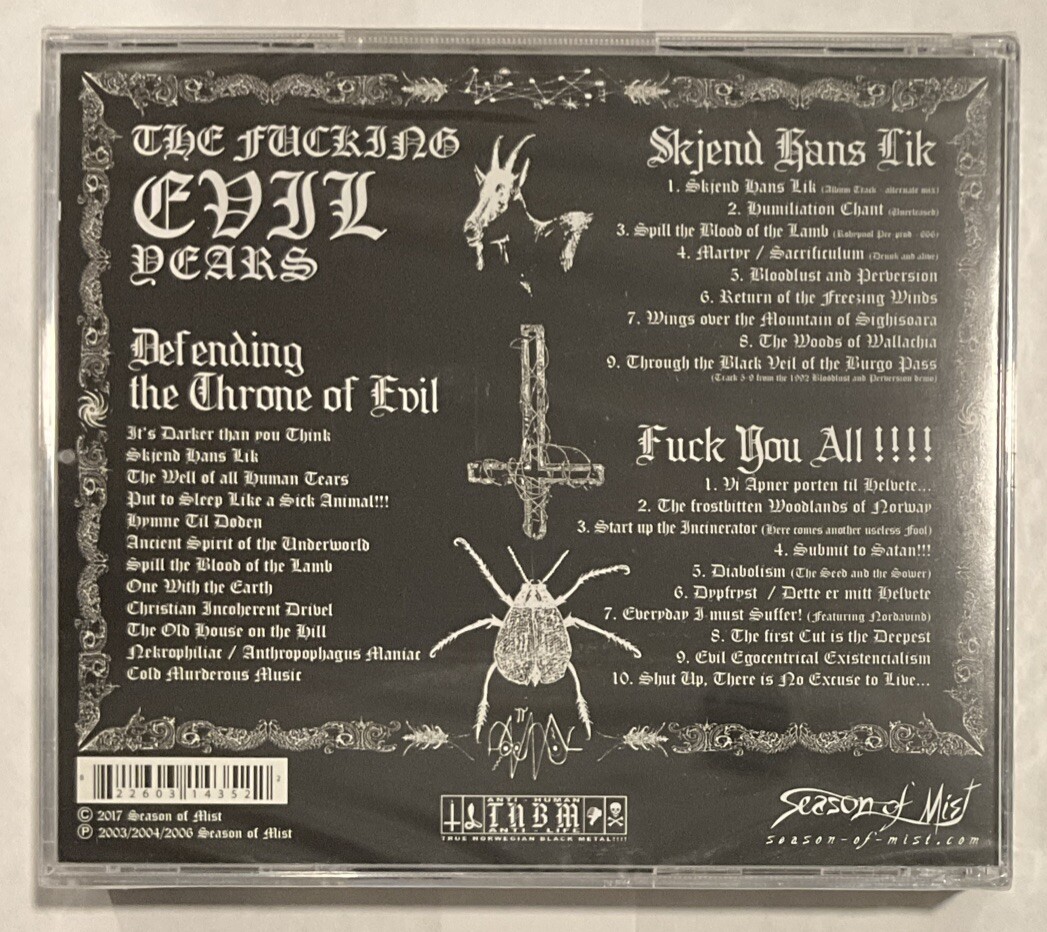 THE FUCKING
EVIL
YEARS
Defending
the Throne of Evil
It's Darker than you Think
Skjend Hans Lik
The Well of all Human Tears
Put to Sleep Like a Sick Animal!!!
Hymne Til Døden
Ancient Spirit of the Underworld
Spill the Blood of the Lamb
One With the Earth
Christian Incoherent Drivel
The Old House on the Hill
Nekrophiliac / Anthropophagus Maniac
Cold Murderous Music
Skjend Hans Lik
1. Skjend Hans Lik (Album Track - alternate mix)
2. Humiliation Chant (Unreleased)
3. Spill the Blood of the Lamb (Rohypnol Pre-prod - 666)
4. Martyr / Sacrificulum (Drunk and alive)
5. Bloodlust and Perversion
6. Return of the Freezing Winds
7. Wings over the Mountain of Sighisoara
8. The Woods of Wallachia
9. Through the Black Veil of the Burgo Pass
(Track 5-9 from the 1992 Bloodlust and Perversion demo)
Fuck You All !!!!
1. Vi Apner porten til Helvete...
2. The frostbitten Woodlands of Norway
3. Start up the Incinerator (Here comes another useless Fool)
4. Submit to Satan!!!
5. Diabolism (The Seed and the Sower)
6. Dypfryst / Dette er mitt Helvete
7. Everyday I must Suffer! (Featuring Nordavind)
8. The first Cut is the Deepest
9. Evil Egocentrical Existencialism
10. Shut Up, There is No Excuse to Live...
8 22603 14352 2
© 2017 Season of Mist
℗ 2003/2004/2006 Season of Mist
ANTI HUMAN
TNBM
ANTI LIFE
TRUE NORWEGIAN BLACK METAL!!!!
Season of Mist
season-of-mist.com